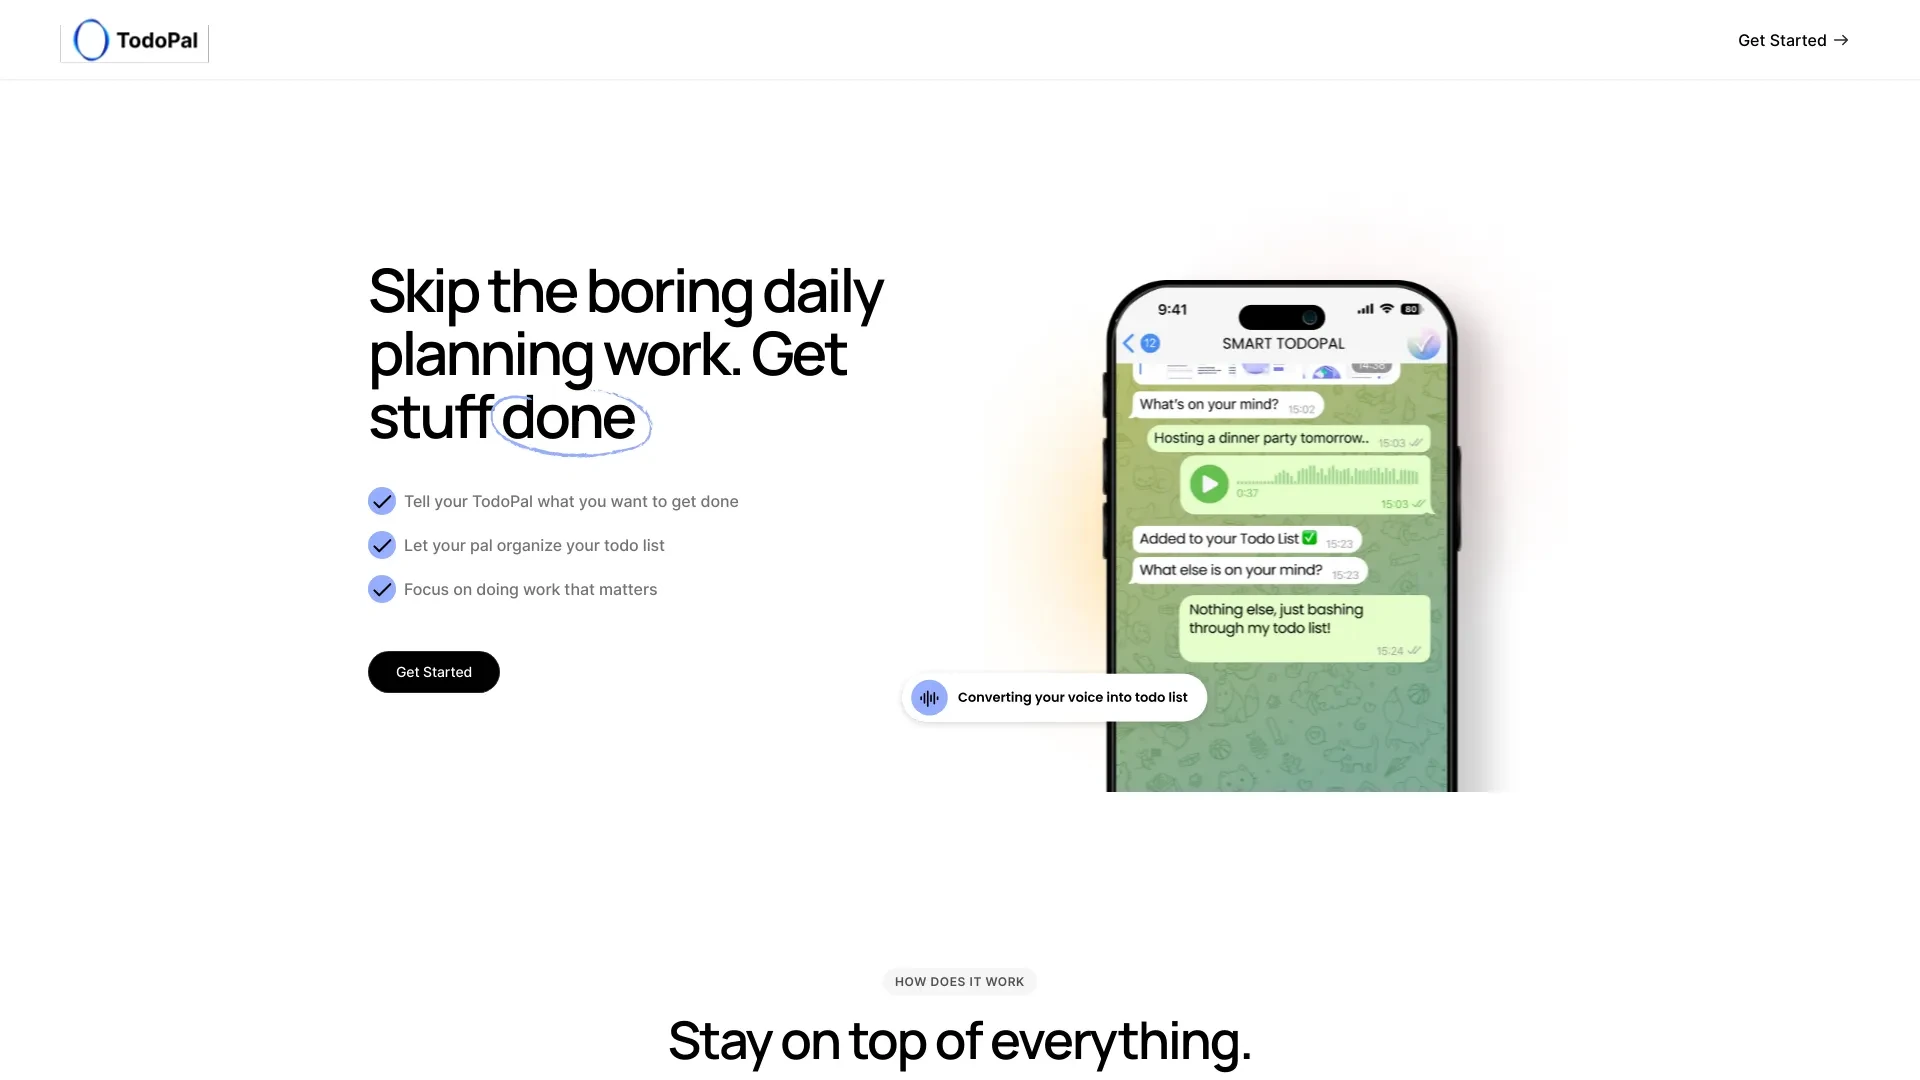 TodoPal
Get Started →
Skip the boring daily
planning work. Get
stuff done
Tell your TodoPal what you want to get done
Let your pal organize your todo list
Focus on doing work that matters
Get Started
9:41
80
12
SMART TODOPAL
14:38
What's on your mind? 15:02
Hosting a dinner party tomorrow.. 15:03
0:37
15:03
Added to your Todo List ✅ 15:23
What else is on your mind? 15:23
Nothing else, just bashing
through my todo list!
15:24
Converting your voice into todo list
HOW DOES IT WORK
Stay on top of everything.